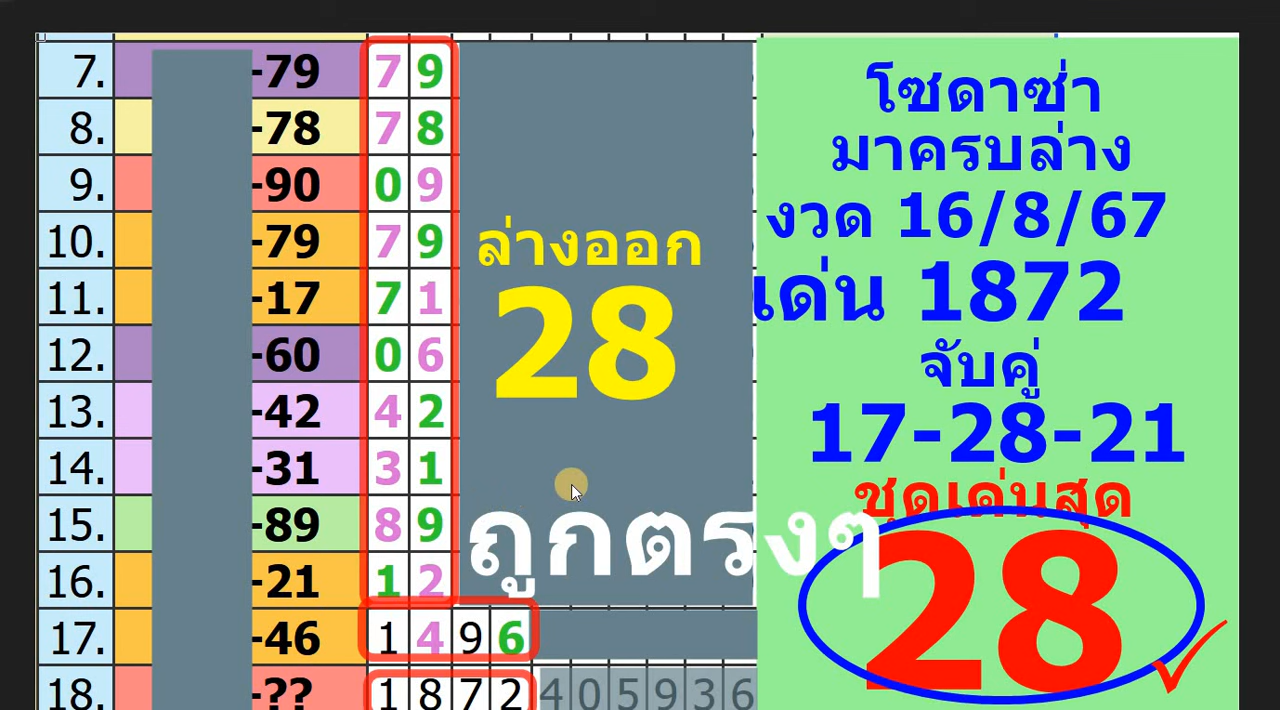 7. -79 7 9
8. -78 7 8
9. -90 0 9
10. -79 7 9
11. -17 7 1
12. -60 0 6
13. -42 4 2
14. -31 3 1
15. -89 8 9
16. -21 1 2
17. -46 1 4 9 6
18. -?? 1 8 7 2 4 0 5 9 3 6
ล่างออก
28
ถูกตรงๆ
โซดาซ่า
มาครบล่าง
งวด 16/8/67
เด่น 1872
จับคู่
17-28-21
ชุดเด่นสุด
28